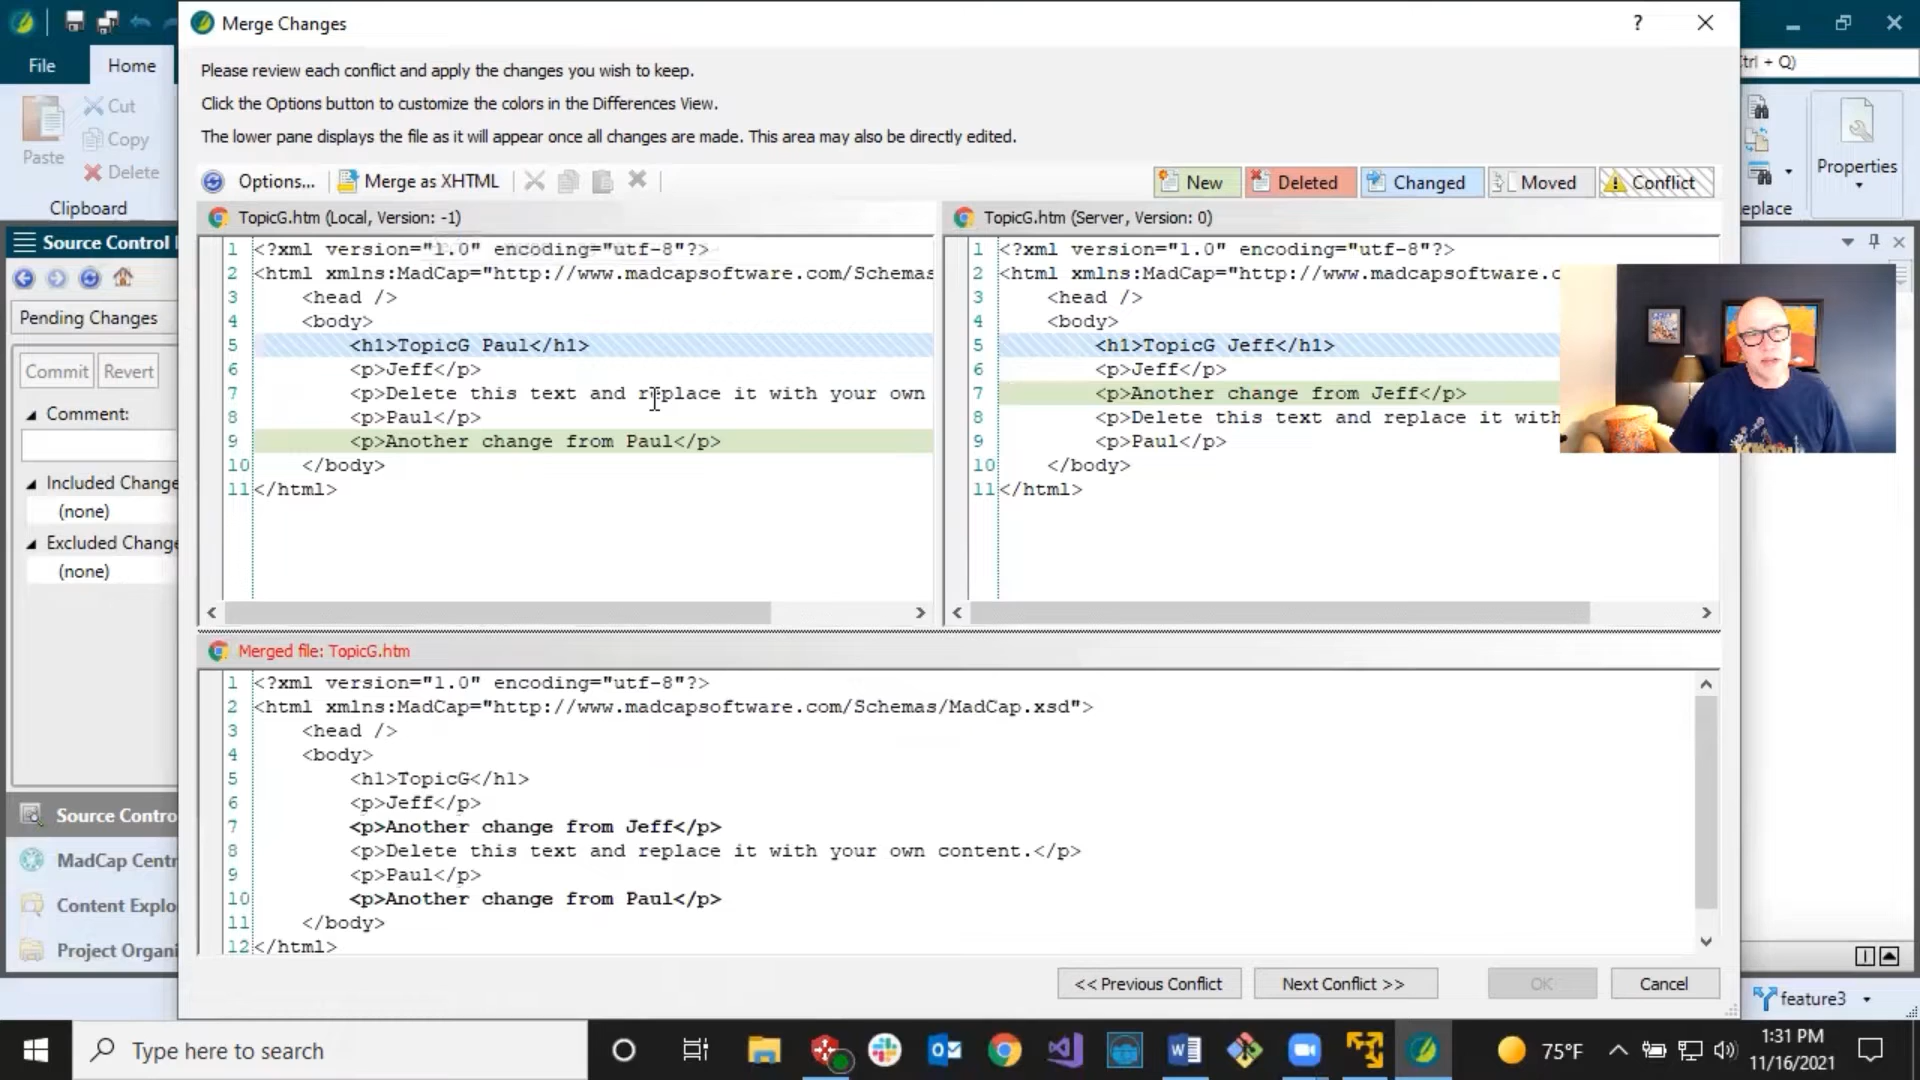 Merge Changes
?
File
Home
trl + Q)
Please review each conflict and apply the changes you wish to keep.
Click the Options button to customize the colors in the Differences View.
The lower pane displays the file as it will appear once all changes are made. This area may also be directly edited.
Paste
Cut
Copy
Delete
Clipboard
Properties
eplace
Options...
Merge as XHTML
New
Deleted
Changed
Moved
Conflict
TopicG.htm (Local, Version: -1)
1 <?xml version="1.0" encoding="utf-8"?>
2 <html xmlns:MadCap="http://www.madcapsoftware.com/Schemas
3 <head />
4 <body>
5 <h1>TopicG Paul</h1>
6 <p>Jeff</p>
7 <p>Delete this text and replace it with your own
8 <p>Paul</p>
9 <p>Another change from Paul</p>
10 </body>
11 </html>
TopicG.htm (Server, Version: 0)
1 <?xml version="1.0" encoding="utf-8"?>
2 <html xmlns:MadCap="http://www.madcapsoftware.c
3 <head />
4 <body>
5 <h1>TopicG Jeff</h1>
6 <p>Jeff</p>
7 <p>Another change from Jeff</p>
8 <p>Delete this text and replace it with
9 <p>Paul</p>
10 </body>
11 </html>
Source Control
Pending Changes
Commit
Revert
Comment:
Included Change
(none)
Excluded Change
(none)
Source Contro
MadCap Centr
Content Explo
Project Organi
Merged file: TopicG.htm
1 <?xml version="1.0" encoding="utf-8"?>
2 <html xmlns:MadCap="http://www.madcapsoftware.com/Schemas/MadCap.xsd">
3 <head />
4 <body>
5 <h1>TopicG</h1>
6 <p>Jeff</p>
7 <p>Another change from Jeff</p>
8 <p>Delete this text and replace it with your own content.</p>
9 <p>Paul</p>
10 <p>Another change from Paul</p>
11 </body>
12 </html>
<< Previous Conflict
Next Conflict >>
OK
Cancel
feature3
Type here to search
75°F
1:31 PM
11/16/2021